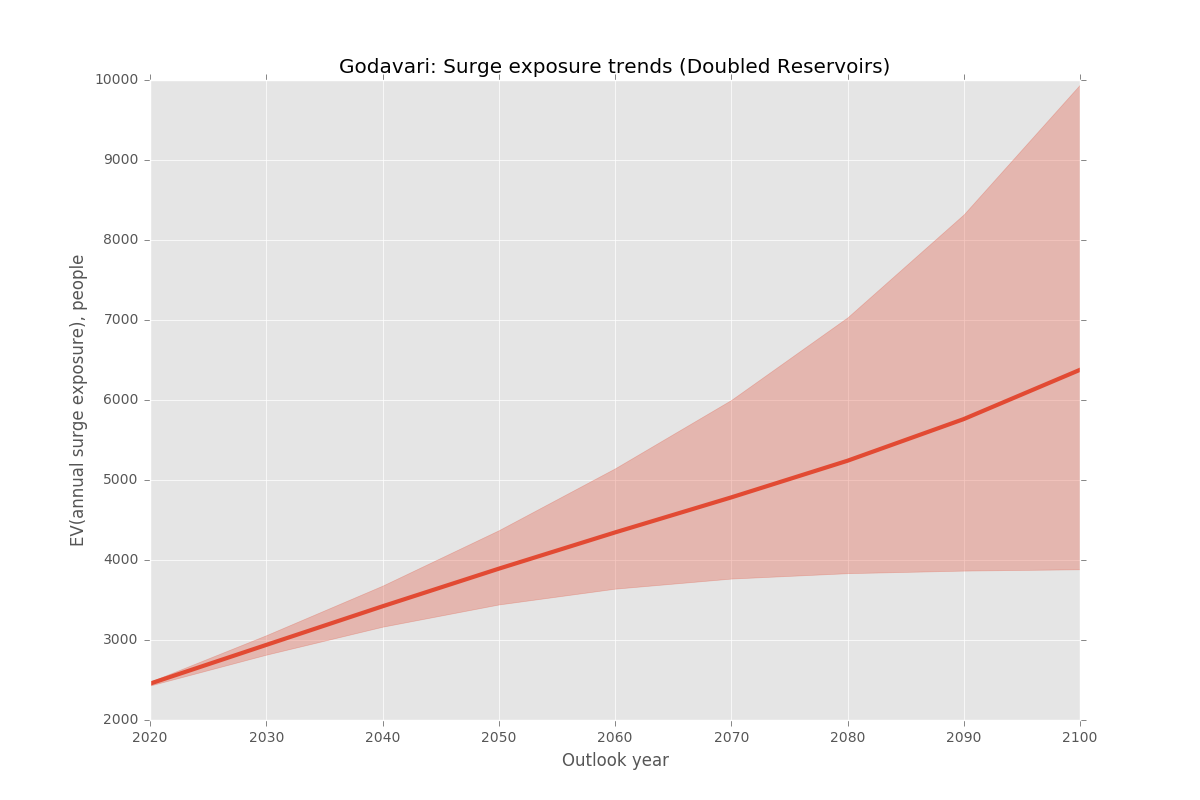 Godavari: Surge exposure trends (Doubled Reservoirs)
10000
9000
8000
7000
6000
5000
4000
3000
2000
EV(annual surge exposure), people
2020 2030 2040 2050 2060 2070 2080 2090 2100
Outlook year